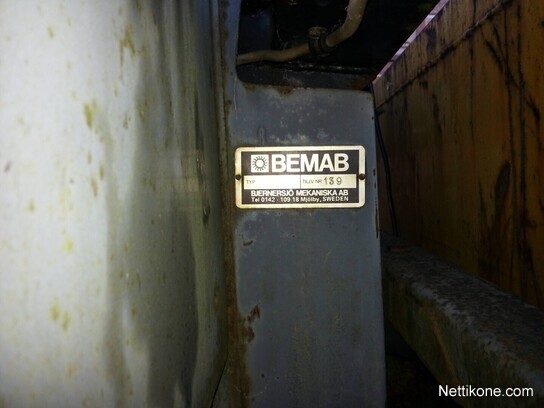 BEMAB
TYP TILLV NR 139
BJERNERSJÖ MEKANISKA AB
Tel 0142 - 109 18 Mjölby, SWEDEN
Nettikone.com